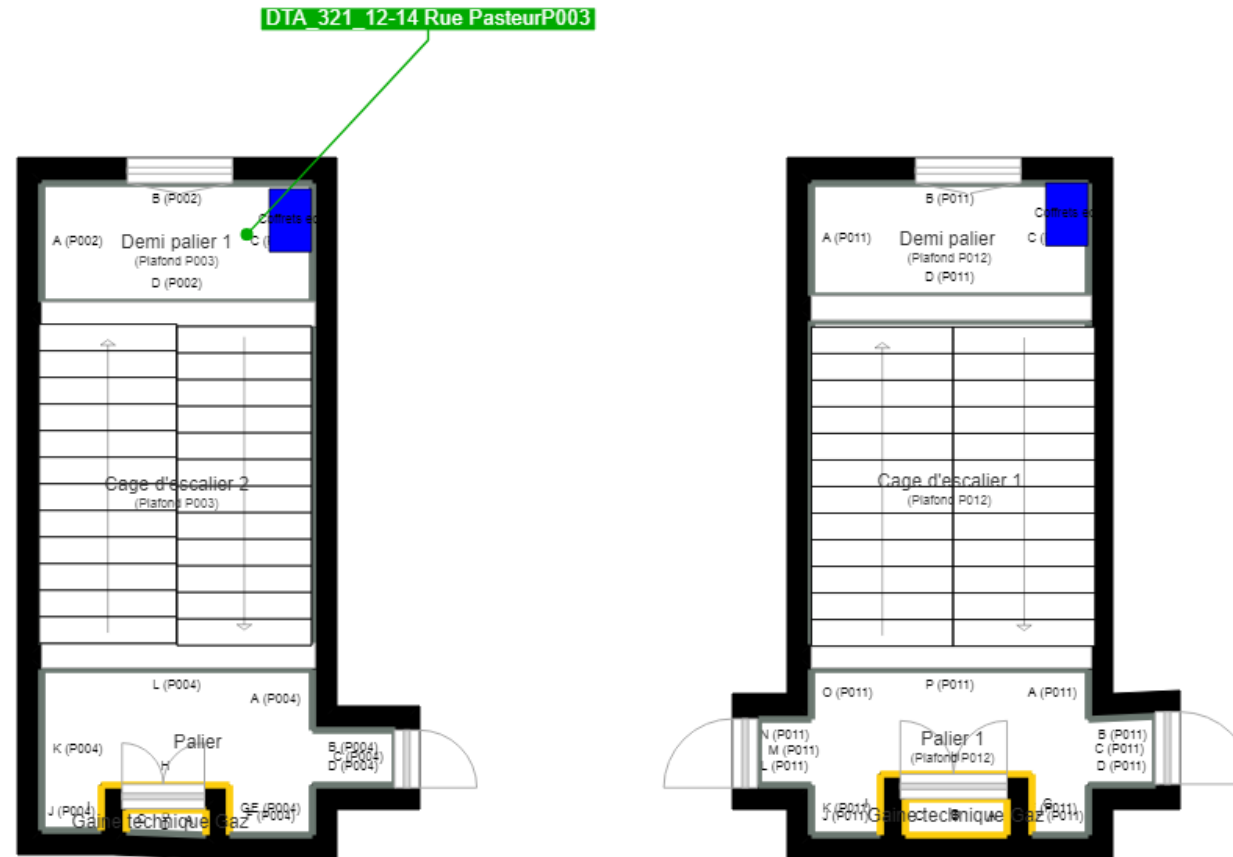 DTA_321_12-14 Rue PasteurP003
B (P002)
A (P002)
Demi palier 1
(Plafond P003)
D (P002)
Cage d'escalier 2
(Plafond P003)
L (P004)
A (P004)
K (P004)
Palier
H
B (P004)
C (P004)
D (P004)
J (P004)
F (P004)
Gaine technique Gaz
B (P011)
A (P011)
Demi palier
(Plafond P012)
D (P011)
Cage d'escalier 1
(Plafond P012)
O (P011)
P (P011)
A (P011)
N (P011)
M (P011)
L (P011)
Palier 1
(Plafond P012)
B (P011)
C (P011)
D (P011)
K (P011)
J (P011)
Gaine technique Gaz